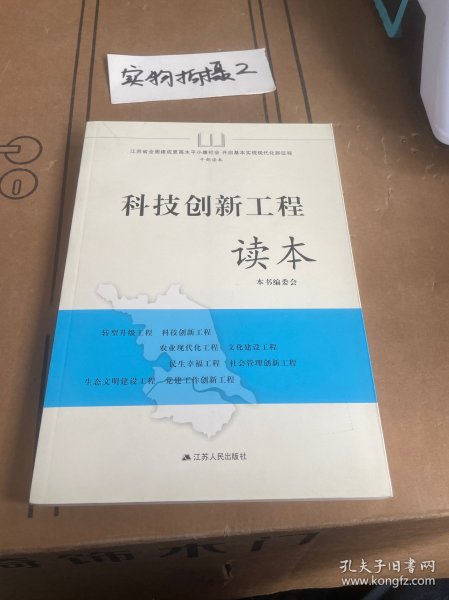 实物拍摄2
江苏省全面建成更高水平小康社会 开启基本实现现代化新征程
干部读本
科技创新工程
读本
本书编委会
转型升级工程 科技创新工程
农业现代化工程 文化建设工程
民生幸福工程 社会管理创新工程
生态文明建设工程 党建工作创新工程
江苏人民出版社
孔夫子旧书网
www.kongfz.com